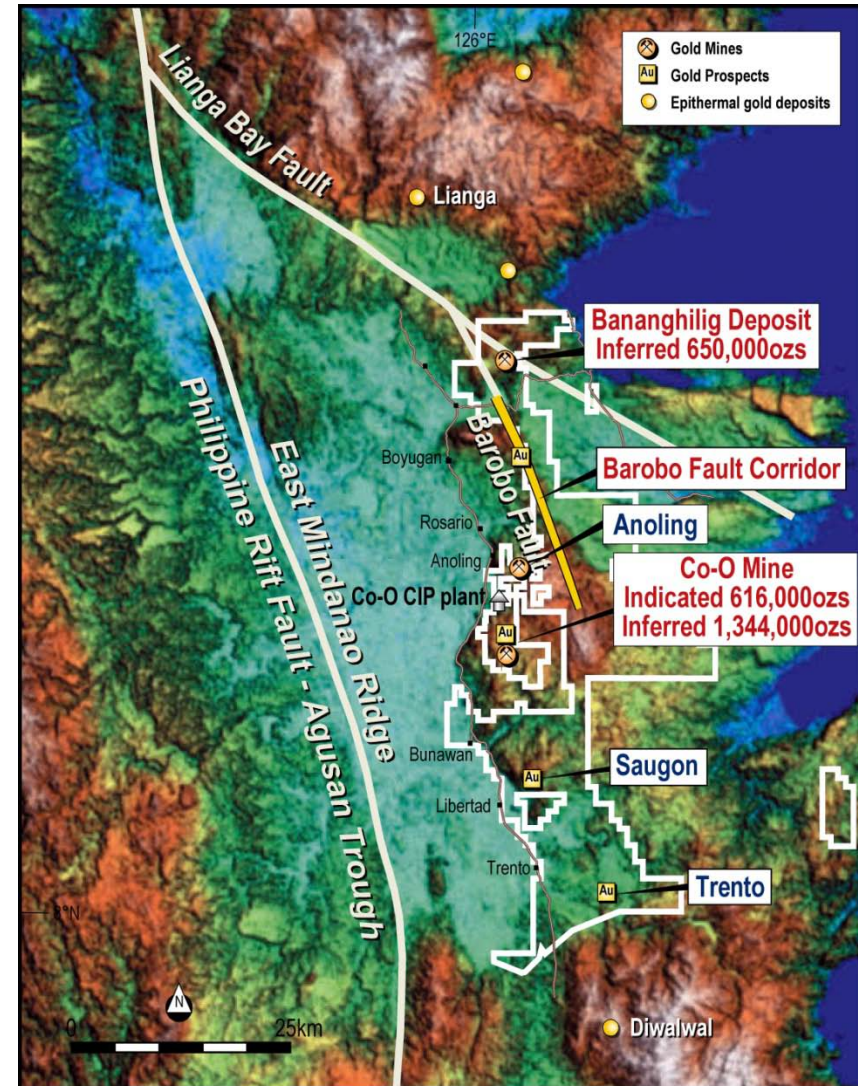 126°E
Gold Mines
Au Gold Prospects
Epithermal gold deposits
Lianga Bay Fault
Lianga
Bananghilig Deposit
Inferred 650,000ozs
Philippine Rift Fault - Agusan Trough
East Mindanao Ridge
Barobo Fault
Boyugan
Au
Barobo Fault Corridor
Rosario
Anoling
Anoling
Co-O CIP plant
Co-O Mine
Indicated 616,000ozs
Inferred 1,344,000ozs
Au
Bunawan
Au
Saugon
Libertad
Trento
Au
Trento
8°N
N
0 25km
Diwalwal